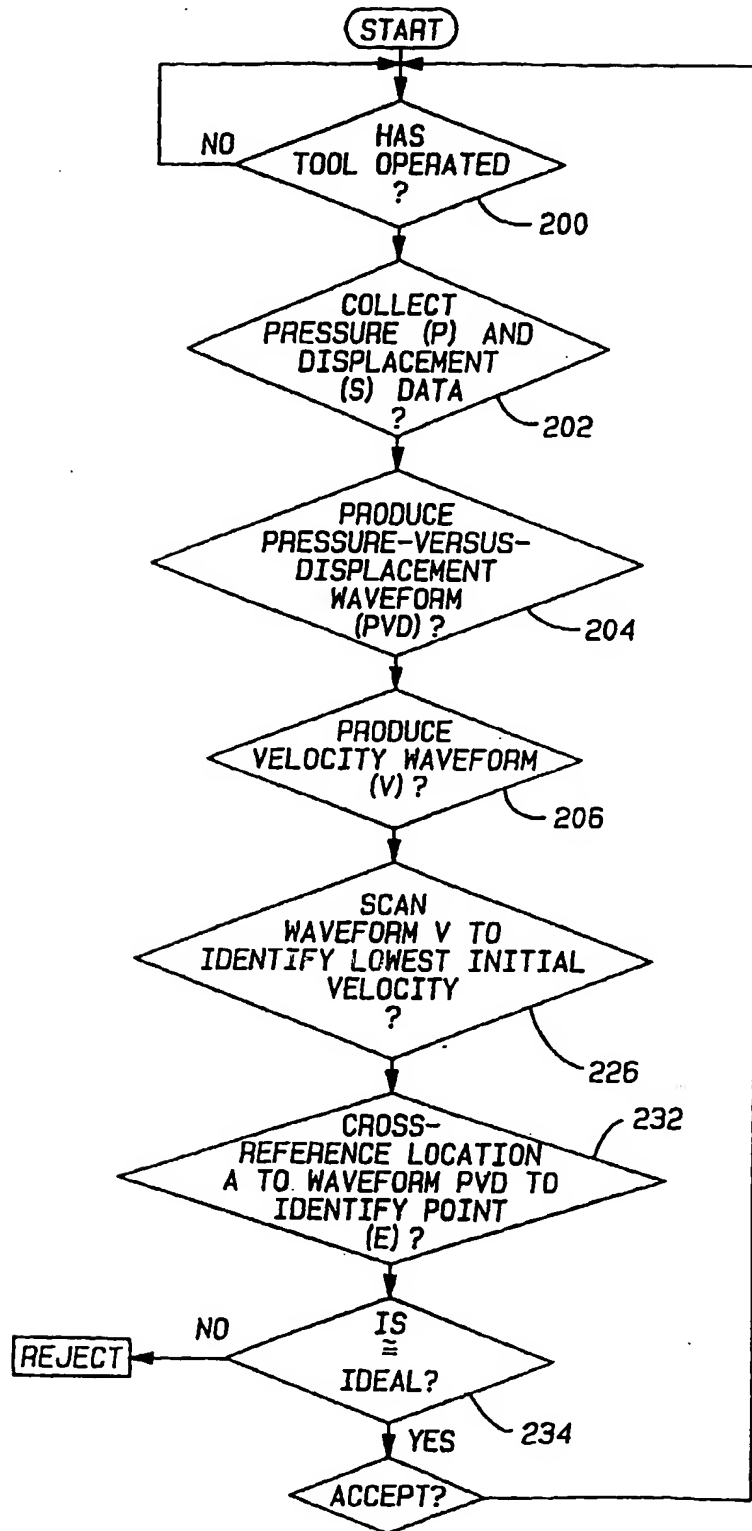 START
HAS
TOOL OPERATED
?
NO
200
COLLECT
PRESSURE (P) AND
DISPLACEMENT
(S) DATA
?
202
PRODUCE
PRESSURE-VERSUS-
DISPLACEMENT
WAVEFORM
(PVD)?
204
PRODUCE
VELOCITY WAVEFORM
(V)?
206
SCAN
WAVEFORM V TO
IDENTIFY LOWEST INITIAL
VELOCITY
?
226
CROSS-
REFERENCE LOCATION
A TO WAVEFORM PVD TO
IDENTIFY POINT
(E)?
232
IS
≅
IDEAL?
NO
REJECT
234
YES
ACCEPT?